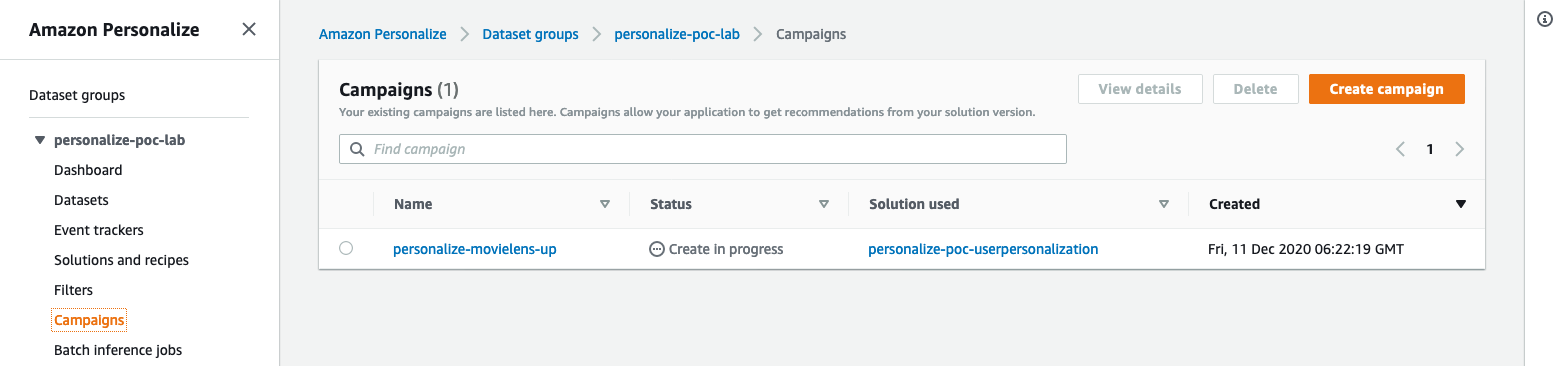 Amazon Personalize
Dataset groups
personalize-poc-lab
Dashboard
Datasets
Event trackers
Solutions and recipes
Filters
Campaigns
Batch inference jobs
Amazon Personalize Dataset groups personalize-poc-lab Campaigns
Campaigns (1)
View details Delete Create campaign
Your existing campaigns are listed here. Campaigns allow your application to get recommendations from your solution version.
Find campaign
1
Name Status Solution used Created
personalize-movielens-up Create in progress personalize-poc-userpersonalization Fri, 11 Dec 2020 06:22:19 GMT